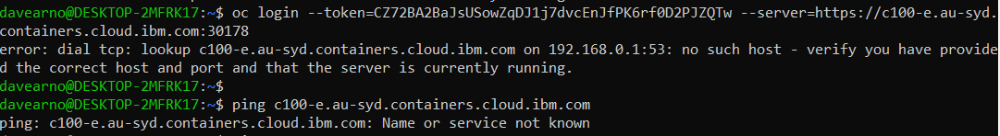 davearno@DESKTOP-2MFRK17:~$ oc login --token=CZ72BA2BaJsUSowZqDJ1j7dvcEnJfPK6rf0D2PJZQTw --server=https://c100-e.au-syd.
containers.cloud.ibm.com:30178
error: dial tcp: lookup c100-e.au-syd.containers.cloud.ibm.com on 192.168.0.1:53: no such host - verify you have provide
d the correct host and port and that the server is currently running.
davearno@DESKTOP-2MFRK17:~$
davearno@DESKTOP-2MFRK17:~$ ping c100-e.au-syd.containers.cloud.ibm.com
ping: c100-e.au-syd.containers.cloud.ibm.com: Name or service not known